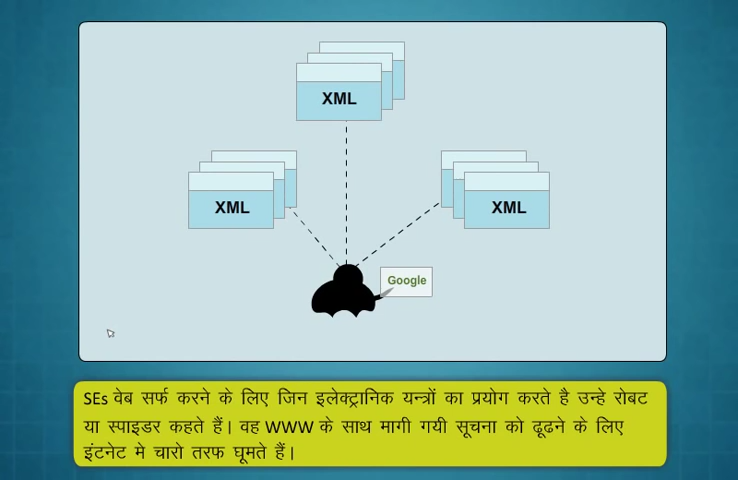 XML
XML
XML
Google
SEs वेब सर्फ करने के लिए जिन इलेक्ट्रानिक यन्त्रों का प्रयोग करते है उन्हे रोबट
या स्पाइडर कहते हैं। वह WWW के साथ मागी गयी सूचना को ढूढने के लिए
इंटनेट मे चारो तरफ घूमते हैं।